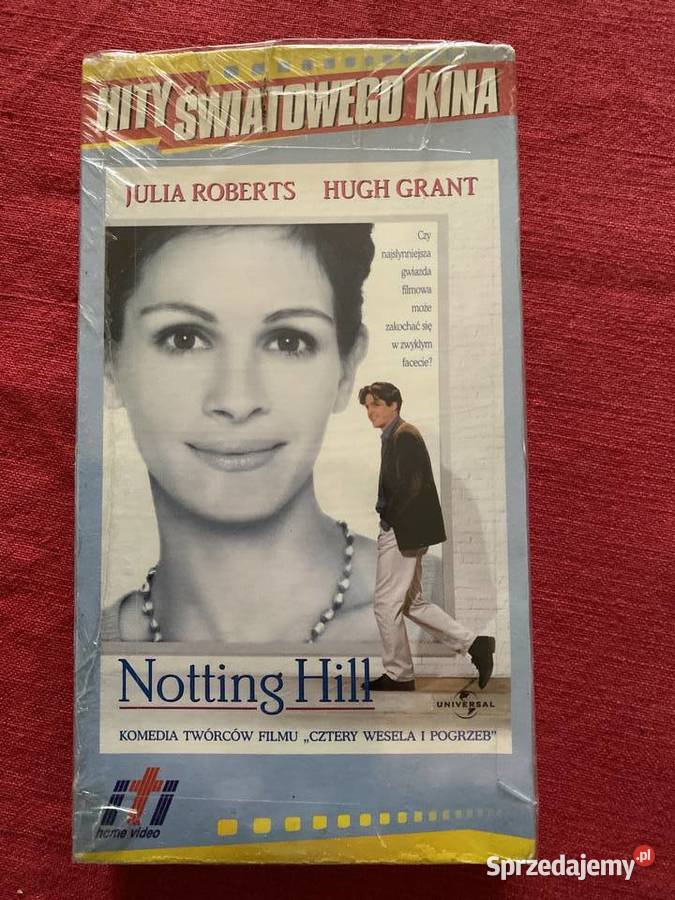 HITY ŚWIATOWEGO KINA
JULIA ROBERTS HUGH GRANT
Czy
najsłynniejsza
gwiazda
filmowa
może
zakochać się
w zwykłym
facecie?
Notting Hill
UNIVERSAL
KOMEDIA TWÓRCÓW FILMU „CZTERY WESELA I POGRZEB"
iti
home video
Sprzedajemy.pl